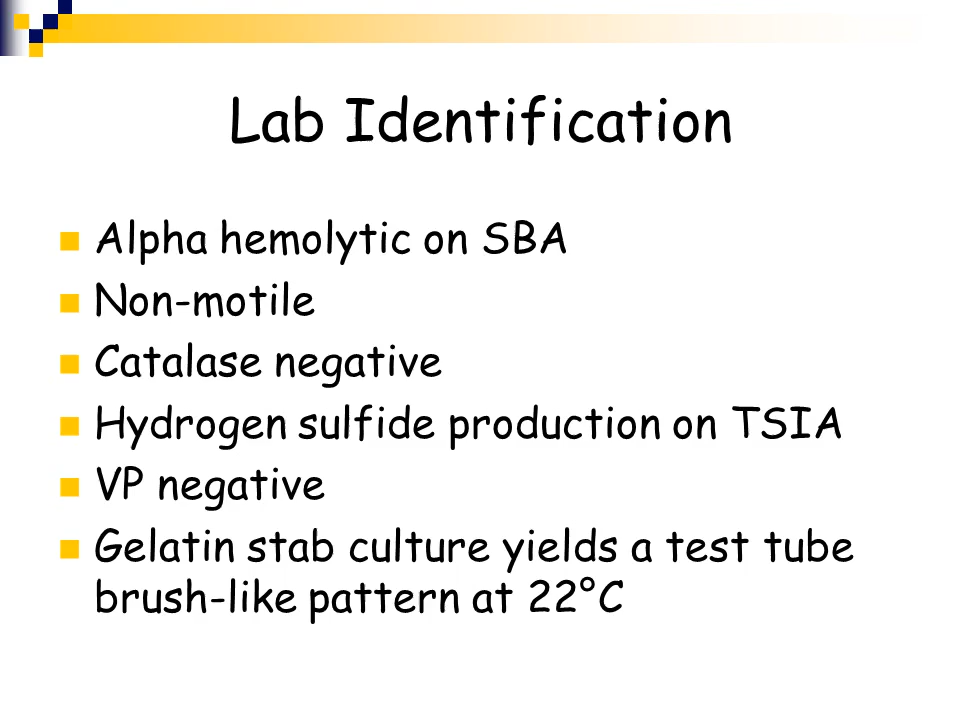 Lab Identification
Alpha hemolytic on SBA
Non-motile
Catalase negative
Hydrogen sulfide production on TSIA
VP negative
Gelatin stab culture yields a test tube
brush-like pattern at 22°C